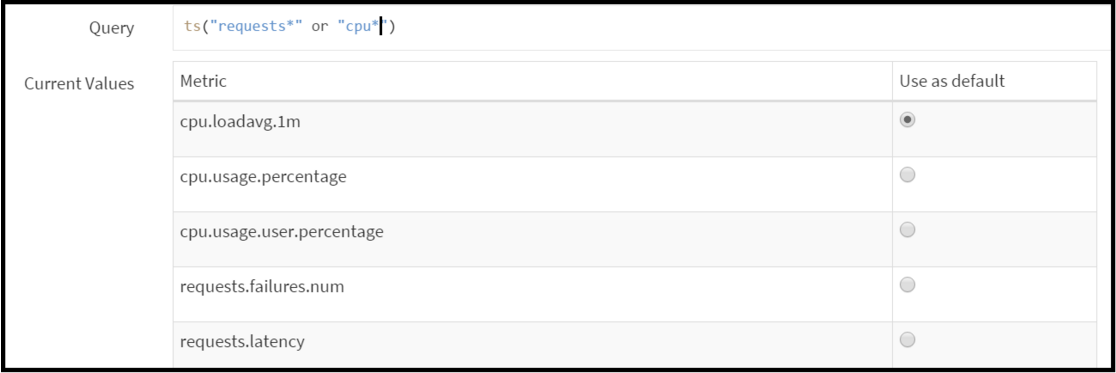 Query ts("requests*" or "cpu*")
Current Values Metric Use as default
cpu.loadavg.1m
cpu.usage.percentage
cpu.usage.user.percentage
requests.failures.num
requests.latency